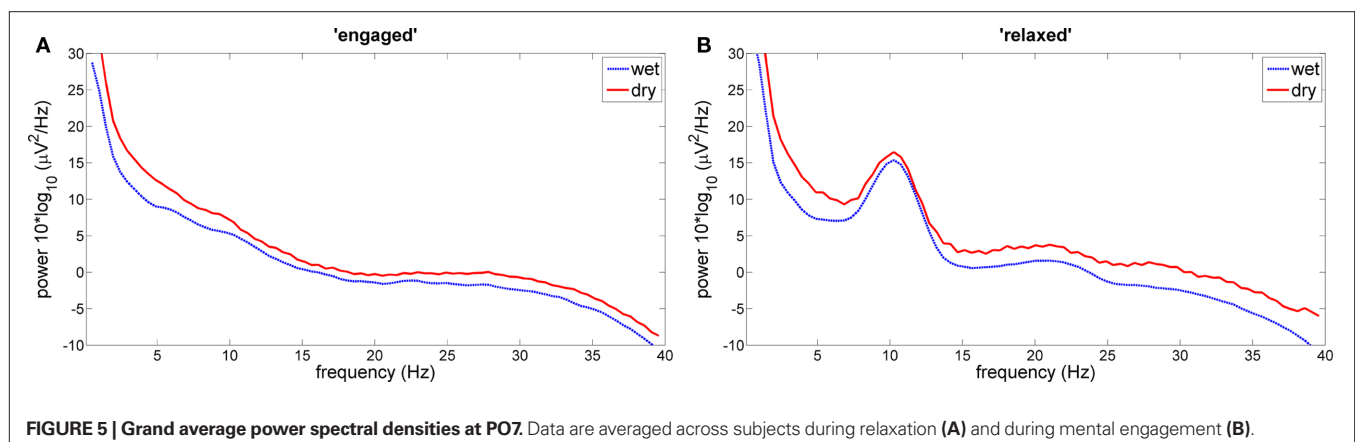 A
'engaged'
30
25
20
15
10
5
0
-5
-10
power 10*log10 (µV2/Hz)
wet
dry
5
10
15
20
25
30
35
40
frequency (Hz)
B
'relaxed'
30
25
20
15
10
5
0
-5
-10
power 10*log10 (µV2/Hz)
wet
dry
5
10
15
20
25
30
35
40
frequency (Hz)
FIGURE 5 | Grand average power spectral densities at PO7. Data are averaged across subjects during relaxation (A) and during mental engagement (B).